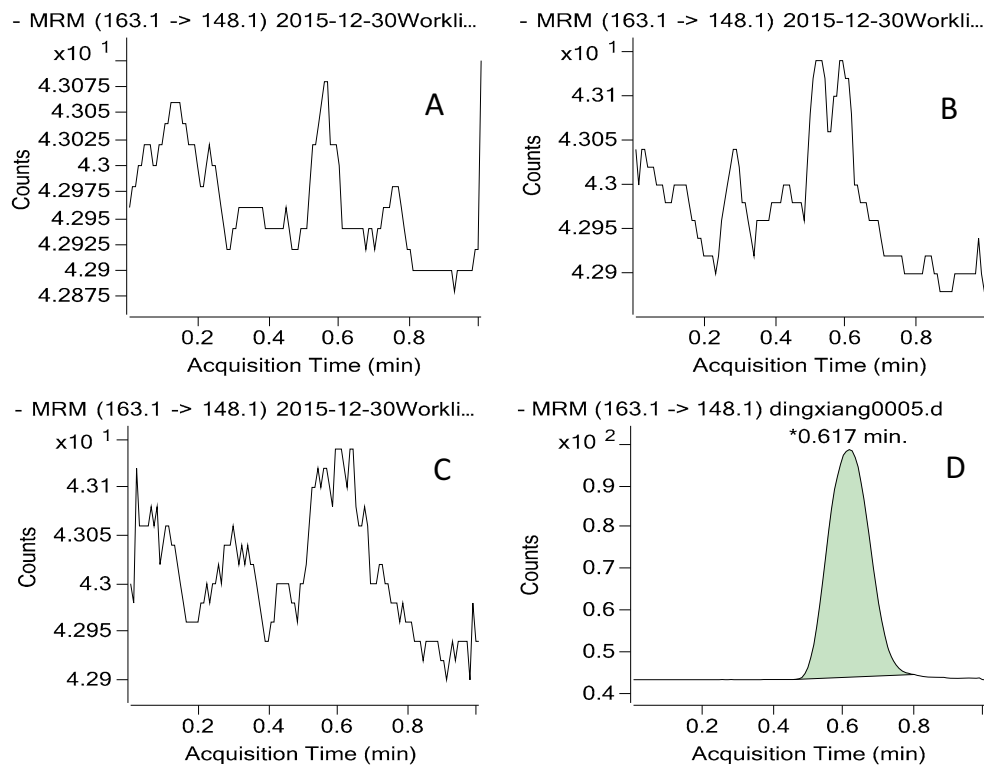 - MRM (163.1 -> 148.1) 2015-12-30Workli...
x10 1
4.3075
4.305
4.3025
4.3
4.2975
4.295
4.2925
4.29
4.2875
Counts
A
0.2 0.4 0.6 0.8
Acquisition Time (min)
- MRM (163.1 -> 148.1) 2015-12-30Workli...
x10 1
4.31
4.305
4.3
4.295
4.29
Counts
B
0.2 0.4 0.6 0.8
Acquisition Time (min)
- MRM (163.1 -> 148.1) 2015-12-30Workli...
x10 1
4.31
4.305
4.3
4.295
4.29
Counts
C
0.2 0.4 0.6 0.8
Acquisition Time (min)
- MRM (163.1 -> 148.1) dingxiang0005.d
x10 2
*0.617 min.
0.9
0.8
0.7
0.6
0.5
0.4
Counts
D
0.2 0.4 0.6 0.8
Acquisition Time (min)